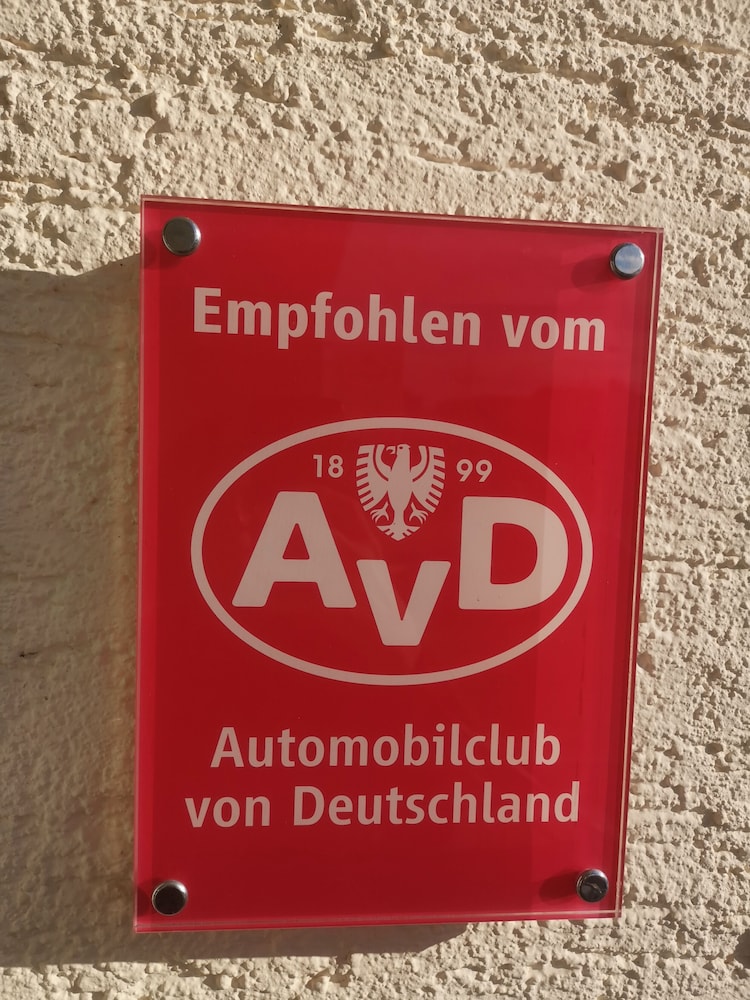 Empfohlen vom
18 99
AvD
Automobilclub
von Deutschland